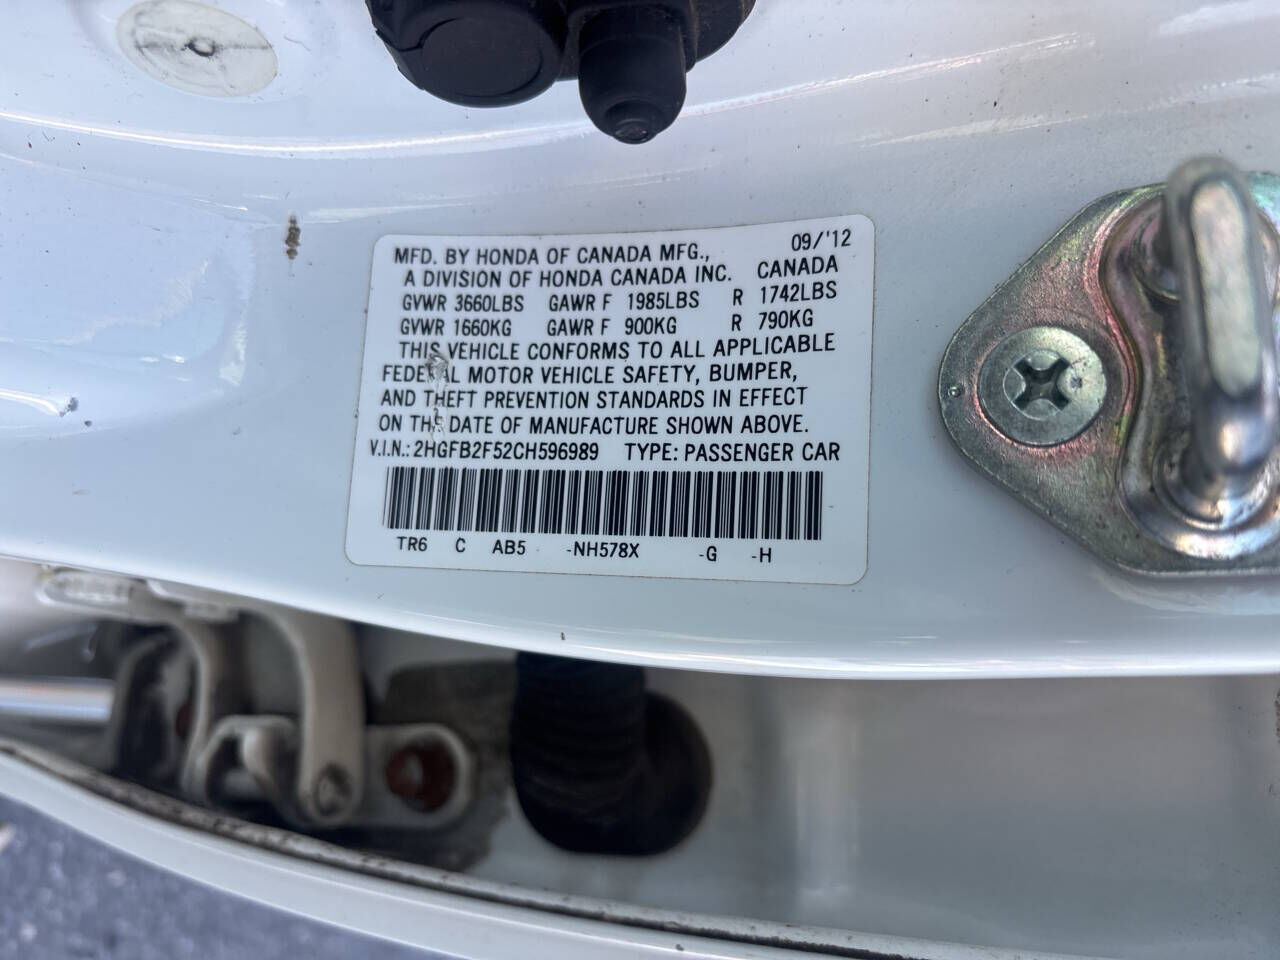 MFD. BY HONDA OF CANADA MFG., 09/'12
A DIVISION OF HONDA CANADA INC. CANADA
GVWR 3660LBS GAWR F 1985LBS R 1742LBS
GVWR 1660KG GAWR F 900KG R 790KG
THIS VEHICLE CONFORMS TO ALL APPLICABLE
FEDERAL MOTOR VEHICLE SAFETY, BUMPER,
AND THEFT PREVENTION STANDARDS IN EFFECT
ON THE DATE OF MANUFACTURE SHOWN ABOVE.
V.I.N.: 2HGFB2F52CH596989 TYPE: PASSENGER CAR
TR6 C AB5 -NH578X -G -H